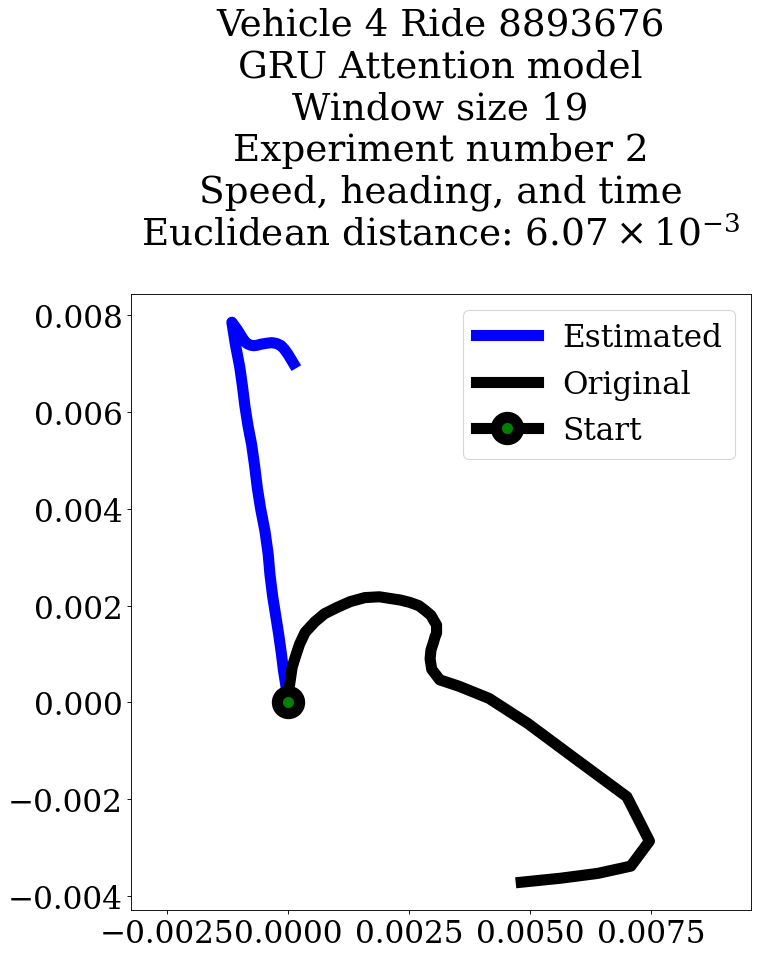 Vehicle 4 Ride 8893676
GRU Attention model
Window size 19
Experiment number 2
Speed, heading, and time
Euclidean distance: 6.07 × 10⁻³
Estimated
Original
Start
0.008
0.006
0.004
0.002
0.000
−0.002
−0.004
−0.0025 0.0000 0.0025 0.0050 0.0075